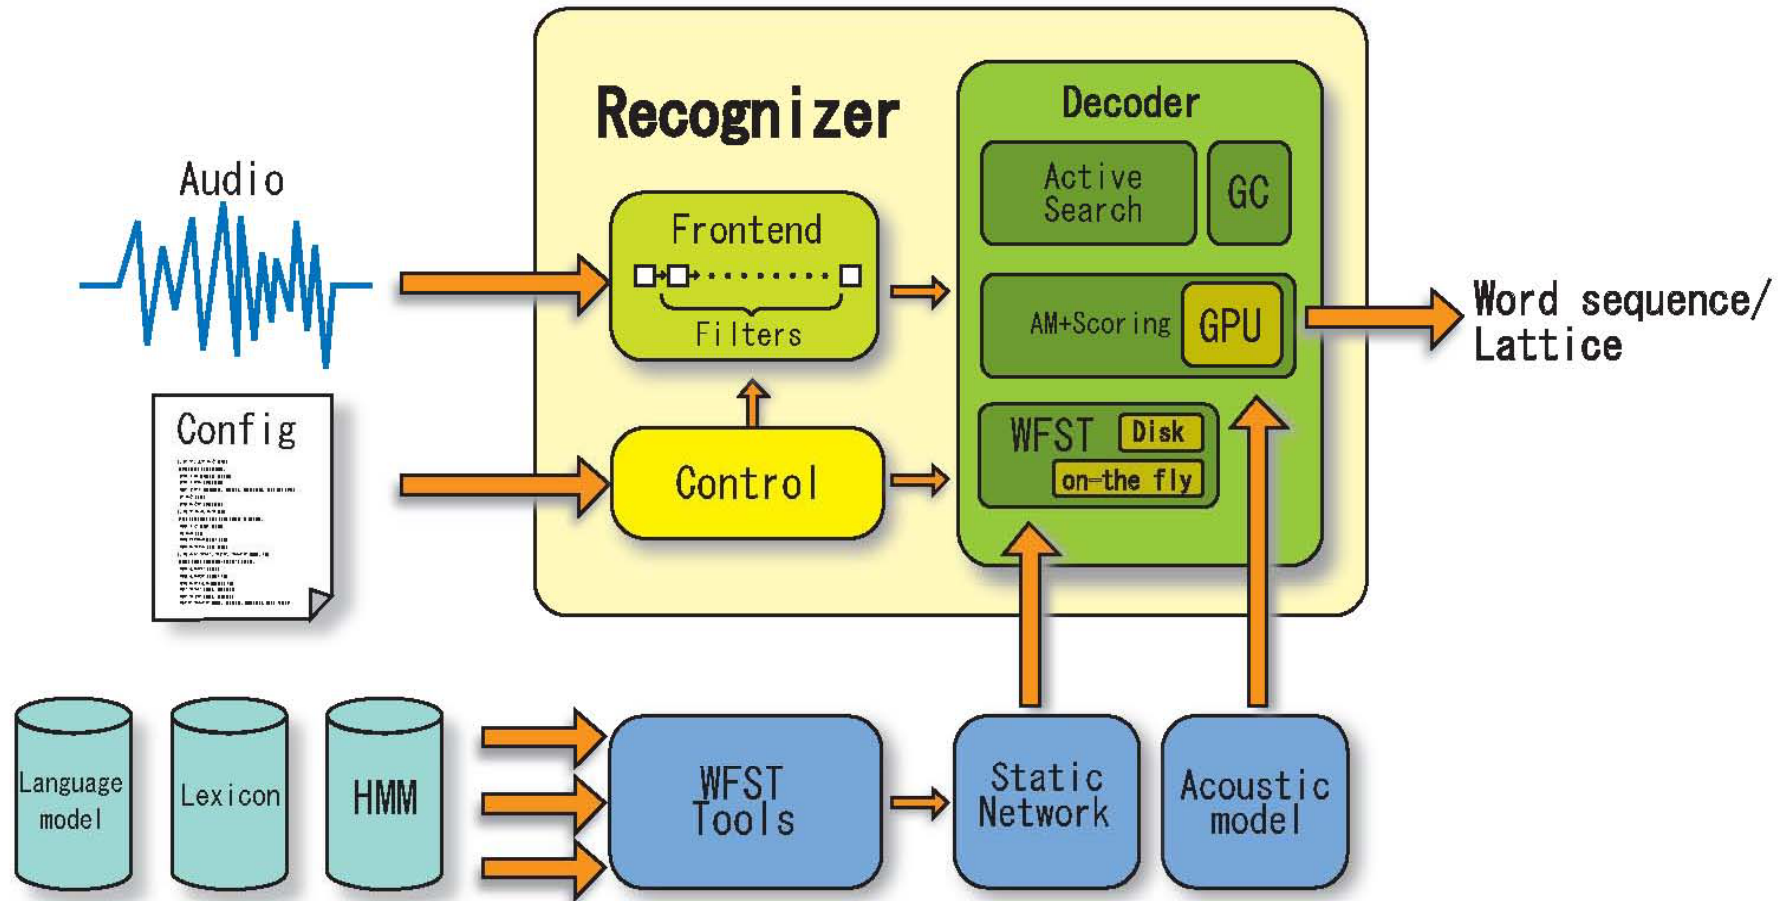 Recognizer
Decoder
Active
Search
GC
Audio
Frontend
Filters
AM+Scoring
GPU
Word sequence/
Lattice
Config
Control
WFST
Disk
on-the fly
Language
model
Lexicon
HMM
WFST
Tools
Static
Network
Acoustic
model